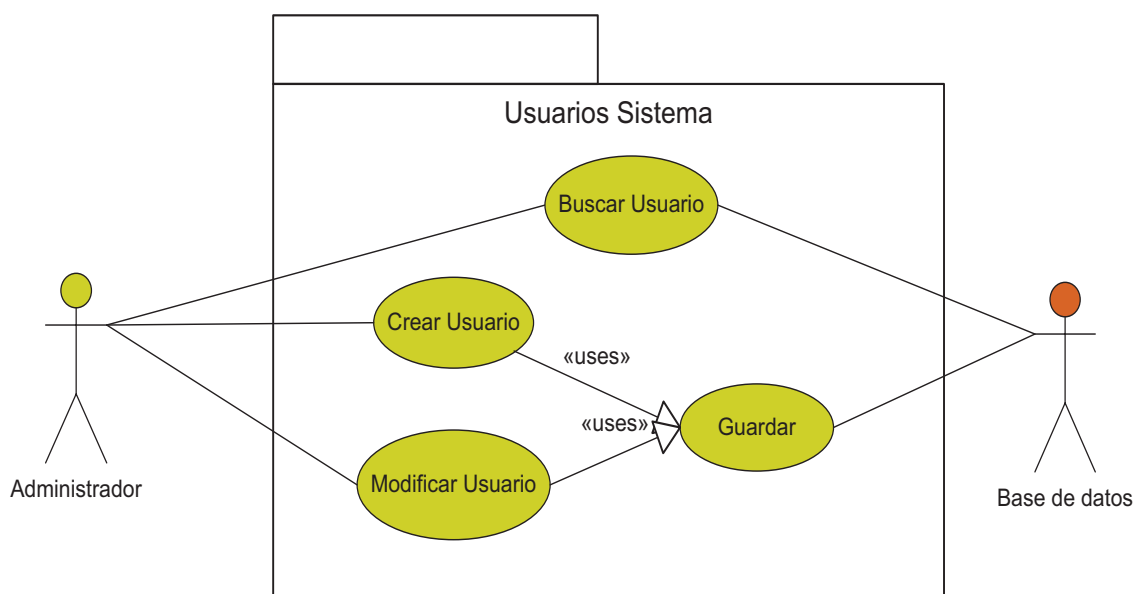 Usuarios Sistema
Buscar Usuario
Crear Usuario
«uses»
«uses»
Guardar
Modificar Usuario
Administrador
Base de datos